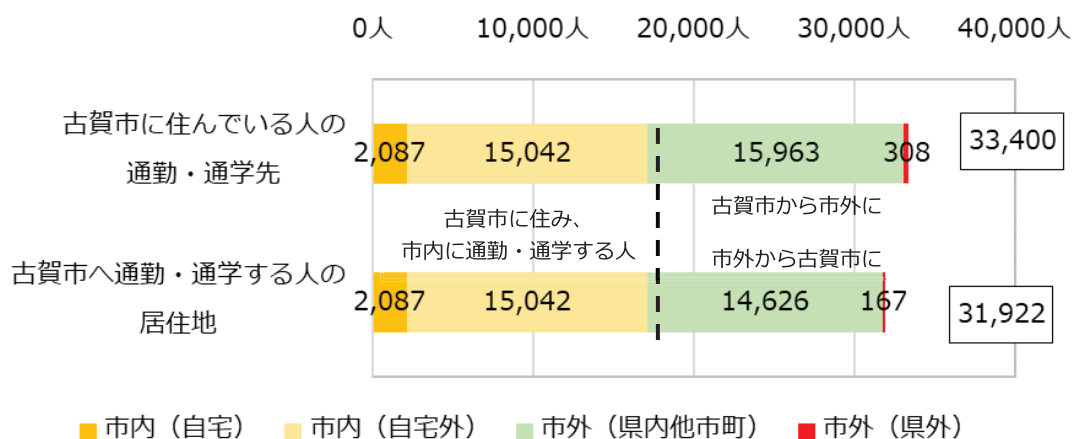 0人 10,000人 20,000人 30,000人 40,000人
古賀市に住んでいる人の
通勤・通学先
2,087 15,042 15,963 308 33,400
古賀市に住み、
市内に通勤・通学する人
古賀市から市外に
市外から古賀市に
古賀市へ通勤・通学する人の
居住地
2,087 15,042 14,626 167 31,922
市内（自宅） 市内（自宅外） 市外（県内他市町） 市外（県外）